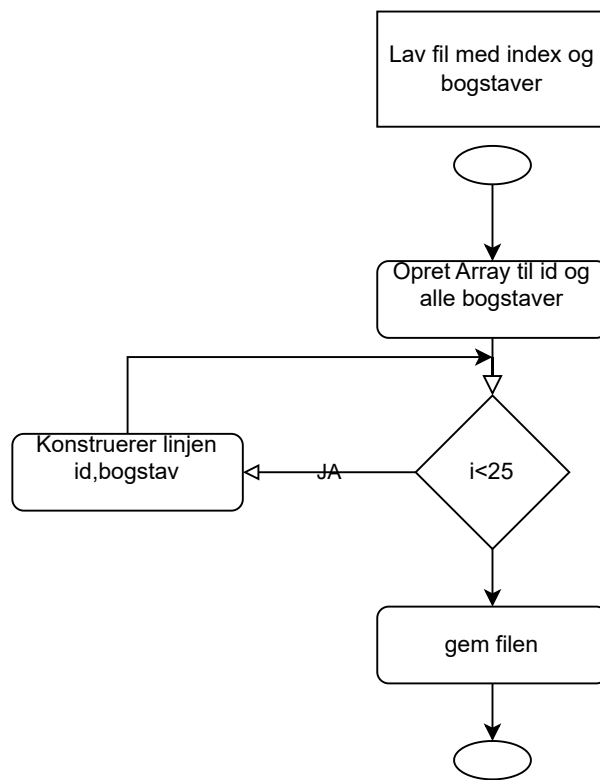 Lav fil med index og
bogstaver
Opret Array til id og
alle bogstaver
Konstruerer linjen
id,bogstav
JA
i<25
gem filen